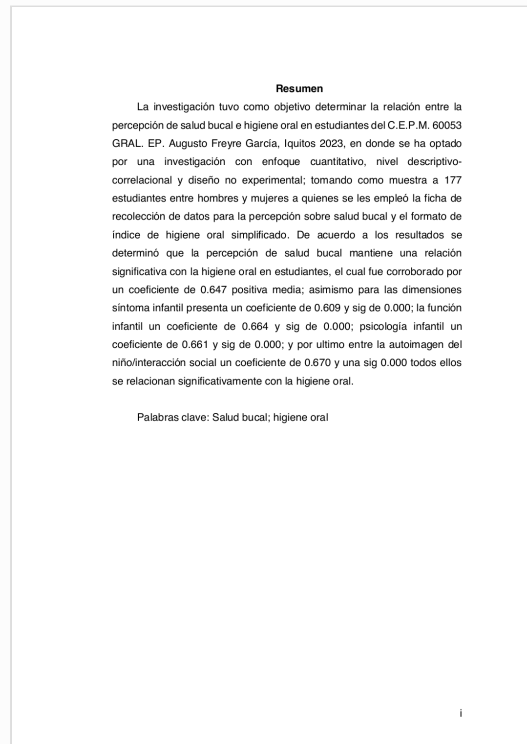 Resumen
La investigación tuvo como objetivo determinar la relación entre la
percepción de salud bucal e higiene oral en estudiantes del C.E.P.M. 60053
GRAL. EP. Augusto Freyre García, Iquitos 2023, en donde se ha optado
por una investigación con enfoque cuantitativo, nivel descriptivo-
correlacional y diseño no experimental; tomando como muestra a 177
estudiantes entre hombres y mujeres a quienes se les empleó la ficha de
recolección de datos para la percepción sobre salud bucal y el formato de
índice de higiene oral simplificado. De acuerdo a los resultados se
determinó que la percepción de salud bucal mantiene una relación
significativa con la higiene oral en estudiantes, el cual fue corroborado por
un coeficiente de 0.647 positiva media; asimismo para las dimensiones
síntoma infantil presenta un coeficiente de 0.609 y sig de 0.000; la función
infantil un coeficiente de 0.664 y sig de 0.000; psicología infantil un
coeficiente de 0.661 y sig de 0.000; y por ultimo entre la autoimagen del
niño/interacción social un coeficiente de 0.670 y una sig 0.000 todos ellos
se relacionan significativamente con la higiene oral.
Palabras clave: Salud bucal; higiene oral
i